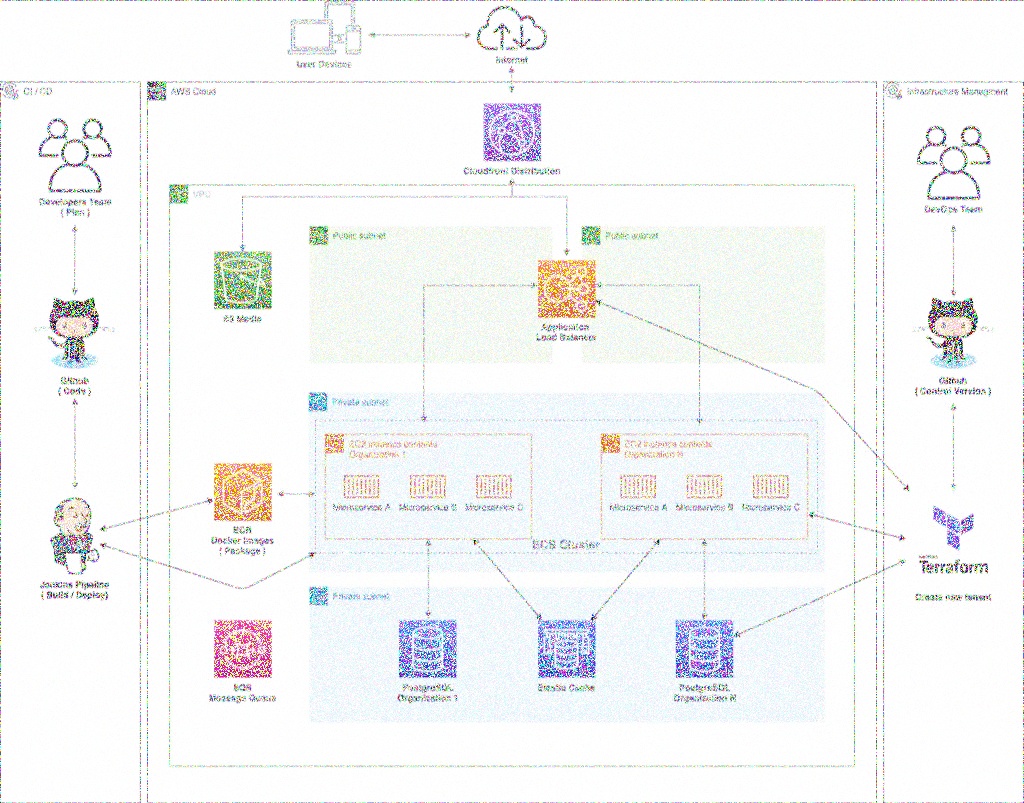 User Devices
Internet
CI / CD
AWS Cloud
Infrastructure Managment
Cloudfront Distribution
Developers Team
( Plan )
DevOps Team
VPC
Public subnet
Public subnet
S3 Media
Application
Load Balancer
Github
( Code )
Github
( Control Version )
Private subnet
EC2 instance contents
Organization 1
EC2 instance contents
Organization N
Microservice A
Microservice B
Microservice C
Microservice A
Microservice B
Microservice C
ECR
Docker Images
( Package )
ECS Cluster
Jenkins Pipeline
( Build / Deploy)
Terraform
Create new tenant
Private subnet
SQS
Message Queue
PostgreSQL
Organization 1
Elastic Cache
PostgreSQL
Organization N